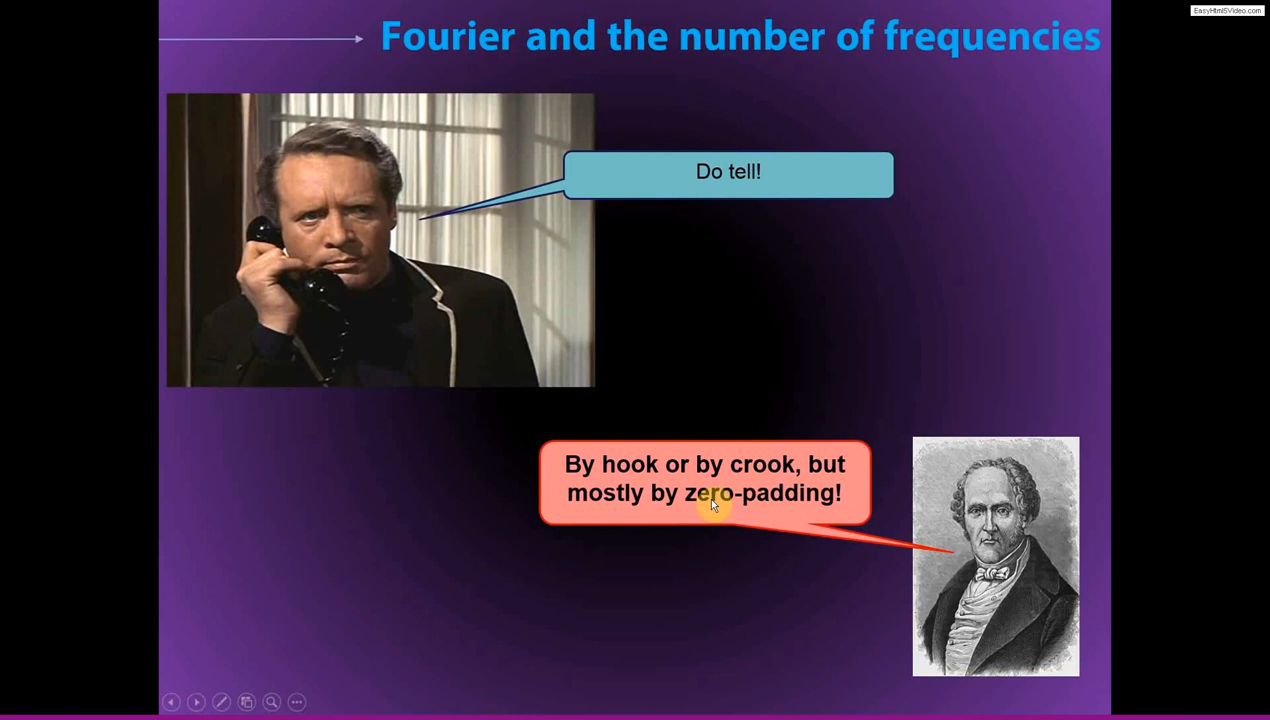 EasyHtml5Video.com
Fourier and the number of frequencies
Do tell!
By hook or by crook, but
mostly by zero-padding!